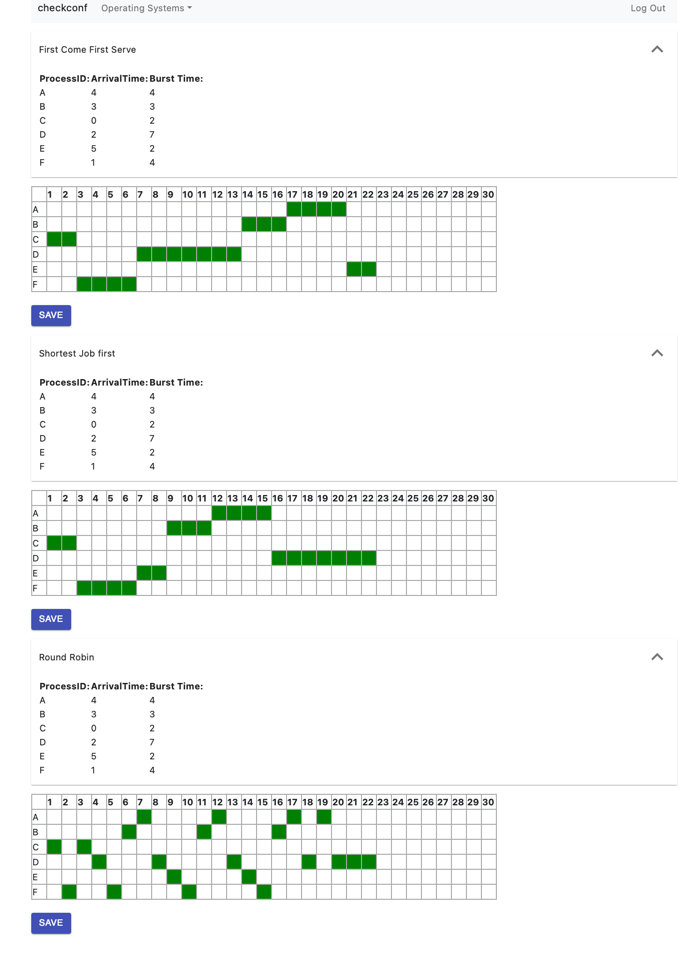 checkconf Operating Systems Log Out
First Come First Serve
ProcessID: ArrivalTime: Burst Time:
A 4 4
B 3 3
C 0 2
D 2 7
E 5 2
F 1 4
1 2 3 4 5 6 7 8 9 10 11 12 13 14 15 16 17 18 19 20 21 22 23 24 25 26 27 28 29 30
A
B
C
D
E
F
SAVE
Shortest Job first
ProcessID: ArrivalTime: Burst Time:
A 4 4
B 3 3
C 0 2
D 2 7
E 5 2
F 1 4
1 2 3 4 5 6 7 8 9 10 11 12 13 14 15 16 17 18 19 20 21 22 23 24 25 26 27 28 29 30
A
B
C
D
E
F
SAVE
Round Robin
ProcessID: ArrivalTime: Burst Time:
A 4 4
B 3 3
C 0 2
D 2 7
E 5 2
F 1 4
1 2 3 4 5 6 7 8 9 10 11 12 13 14 15 16 17 18 19 20 21 22 23 24 25 26 27 28 29 30
A
B
C
D
E
F
SAVE